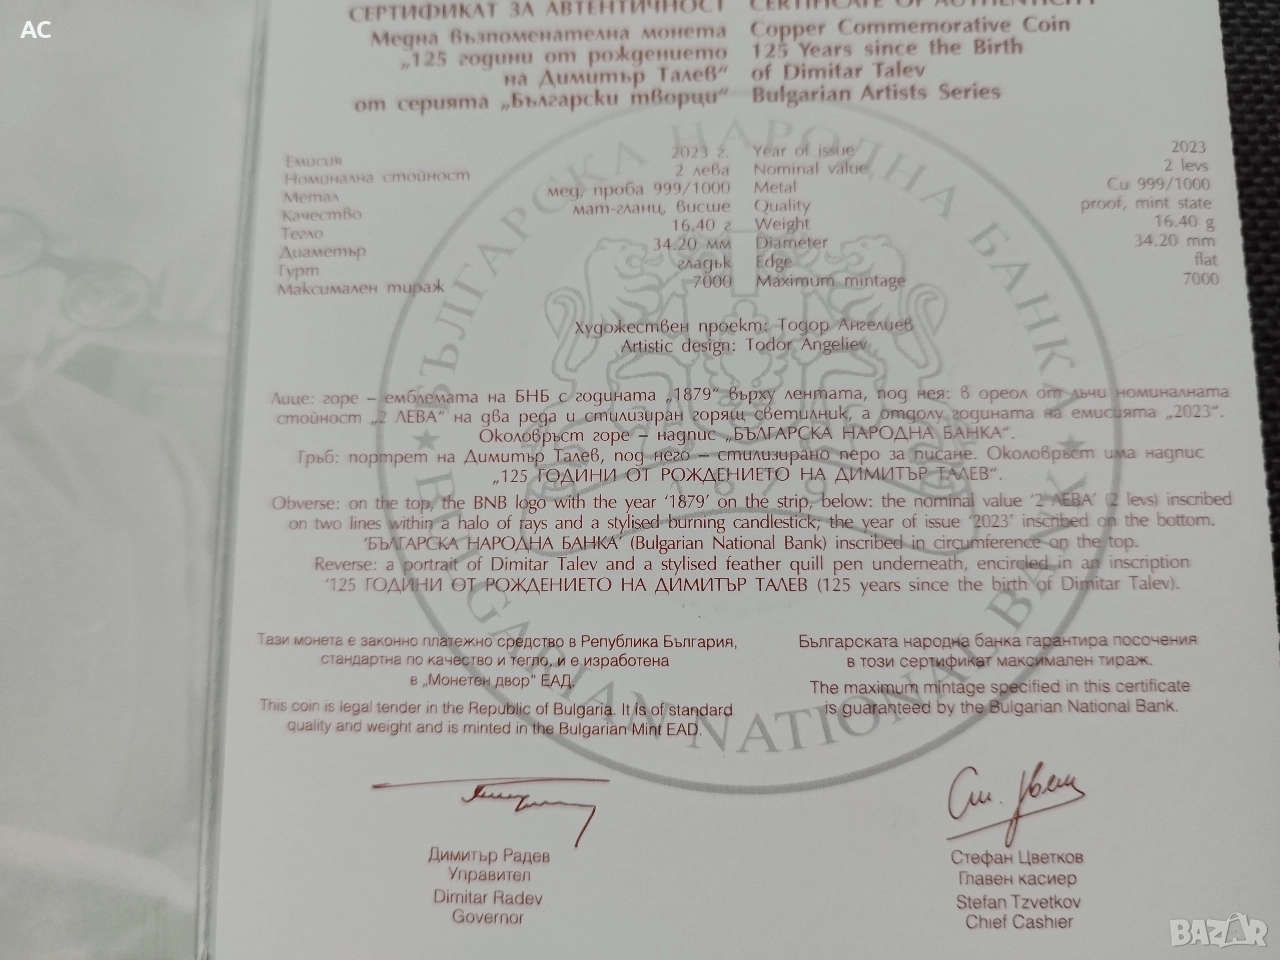 AC
СЕРТИФИКАТ ЗА АВТЕНТИЧНОСТ
Медна възпоменателна монета
„125 години от рождението
на Димитър Талев“
от серията „Български творци“
CERTIFICATE OF AUTHENTICITY
Copper Commemorative Coin
125 Years since the Birth
of Dimitar Talev
Bulgarian Artists Series
Емисия 2023 г.
Номинална стойност 2 лева
Метал мед, проба 999/1000
Качество мат-гланц, висше
Тегло 16.40 г
Диаметър 34.20 мм
Гурт гладък
Максимален тираж 7000
Year of issue 2023
Nominal value 2 levs
Metal Cu 999/1000
Quality proof, mint state
Weight 16.40 g
Diameter 34.20 mm
Edge flat
Maximum mintage 7000
Художествен проект: Тодор Ангелиев
Artistic design: Todor Angeliev
Лице: горе – емблемата на БНБ с годината „1879“ върху лентата, под нея: в ореол от лъчи номиналната
стойност „2 ЛЕВА“ на два реда и стилизиран горящ светилник, а отдолу годината на емисията „2023“.
Околовръст горе – надпис „БЪЛГАРСКА НАРОДНА БАНКА“.
Гръб: портрет на Димитър Талев, под него – стилизирано перо за писане. Околовръст има надпис
„125 ГОДИНИ ОТ РОЖДЕНИЕТО НА ДИМИТЪР ТАЛЕВ“.
Obverse: on the top, the BNB logo with the year ‘1879’ on the strip, below: the nominal value ‘2 ЛЕВА’ (2 levs) inscribed
on two lines within a halo of rays and a stylised burning candlestick; the year of issue ‘2023’ inscribed on the bottom.
‘БЪЛГАРСКА НАРОДНА БАНКА’ (Bulgarian National Bank) inscribed in circumference on the top.
Reverse: a portrait of Dimitar Talev and a stylised feather quill pen underneath, encircled in an inscription
‘125 ГОДИНИ ОТ РОЖДЕНИЕТО НА ДИМИТЪР ТАЛЕВ (125 years since the birth of Dimitar Talev).
Тази монета е законно платежно средство в Република България,
стандартна по качество и тегло, и е изработена
в „Монетен двор“ ЕАД.
This coin is legal tender in the Republic of Bulgaria. It is of standard
quality and weight and is minted in the Bulgarian Mint EAD.
Българската народна банка гарантира посочения
в този сертификат максимален тираж.
The maximum mintage specified in this certificate
is guaranteed by the Bulgarian National Bank.
Димитър Радев
Управител
Dimitar Radev
Governor
Стефан Цветков
Главен касиер
Stefan Tzvetkov
Chief Cashier
БЪЛГАРСКА НАРОДНА БАНКА
BULGARIAN NATIONAL BANK
1879
BAZAR